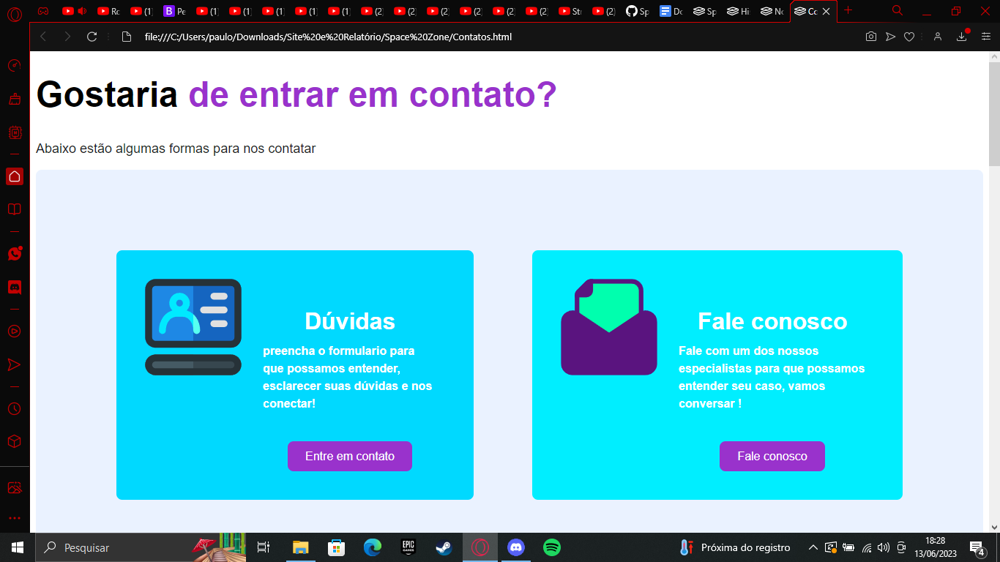 Rc
(1)
B
Pe
(1)
(1)
(1)
(1)
(1)
(2)
(2)
(2)
(2)
(2)
(2)
Str
(2)
Sp
Dc
Sp
His
Nc
Cc
file:///C:/Users/paulo/Downloads/Site%20e%20Relatório/Space%20Zone/Contatos.html
Gostaria de entrar em contato?
Abaixo estão algumas formas para nos contatar
Dúvidas
preencha o formulario para
que possamos entender,
esclarecer suas dúvidas e nos
conectar!
Entre em contato
Fale conosco
Fale com um dos nossos
especialistas para que possamos
entender seu caso, vamos
conversar !
Fale conosco
Pesquisar
EPIC
GAMES
Próxima do registro
18:28
13/06/2023
4